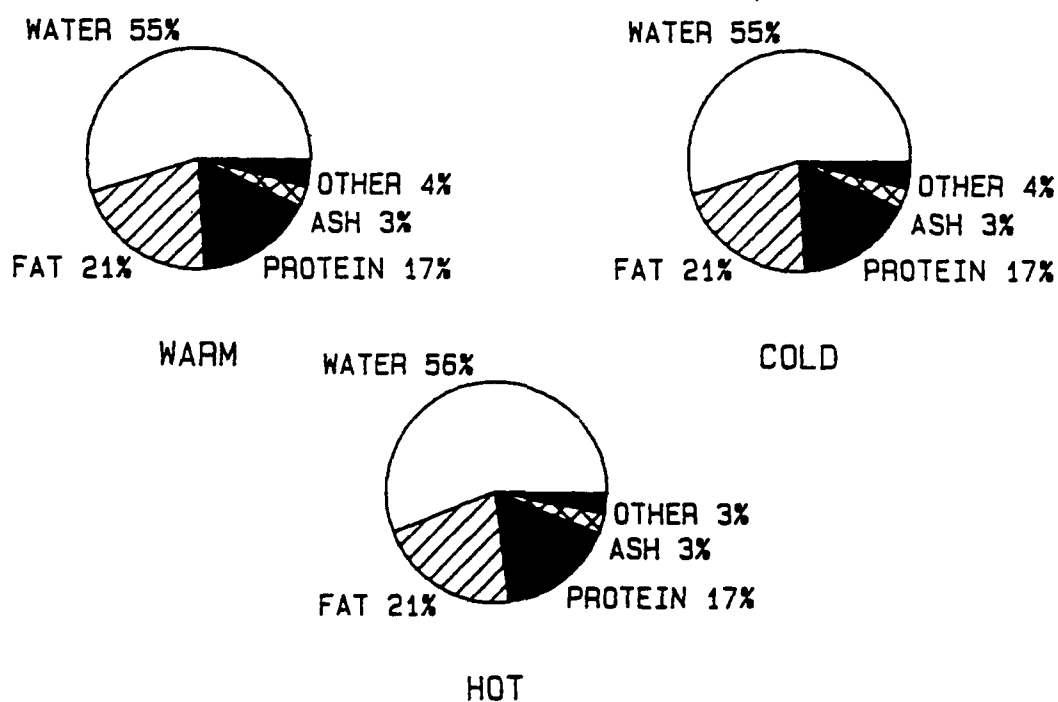 WATER 55%
OTHER 4%
ASH 3%
FAT 21%
PROTEIN 17%
WARM
WATER 55%
OTHER 4%
ASH 3%
FAT 21%
PROTEIN 17%
COLD
WATER 56%
OTHER 3%
ASH 3%
FAT 21%
PROTEIN 17%
HOT